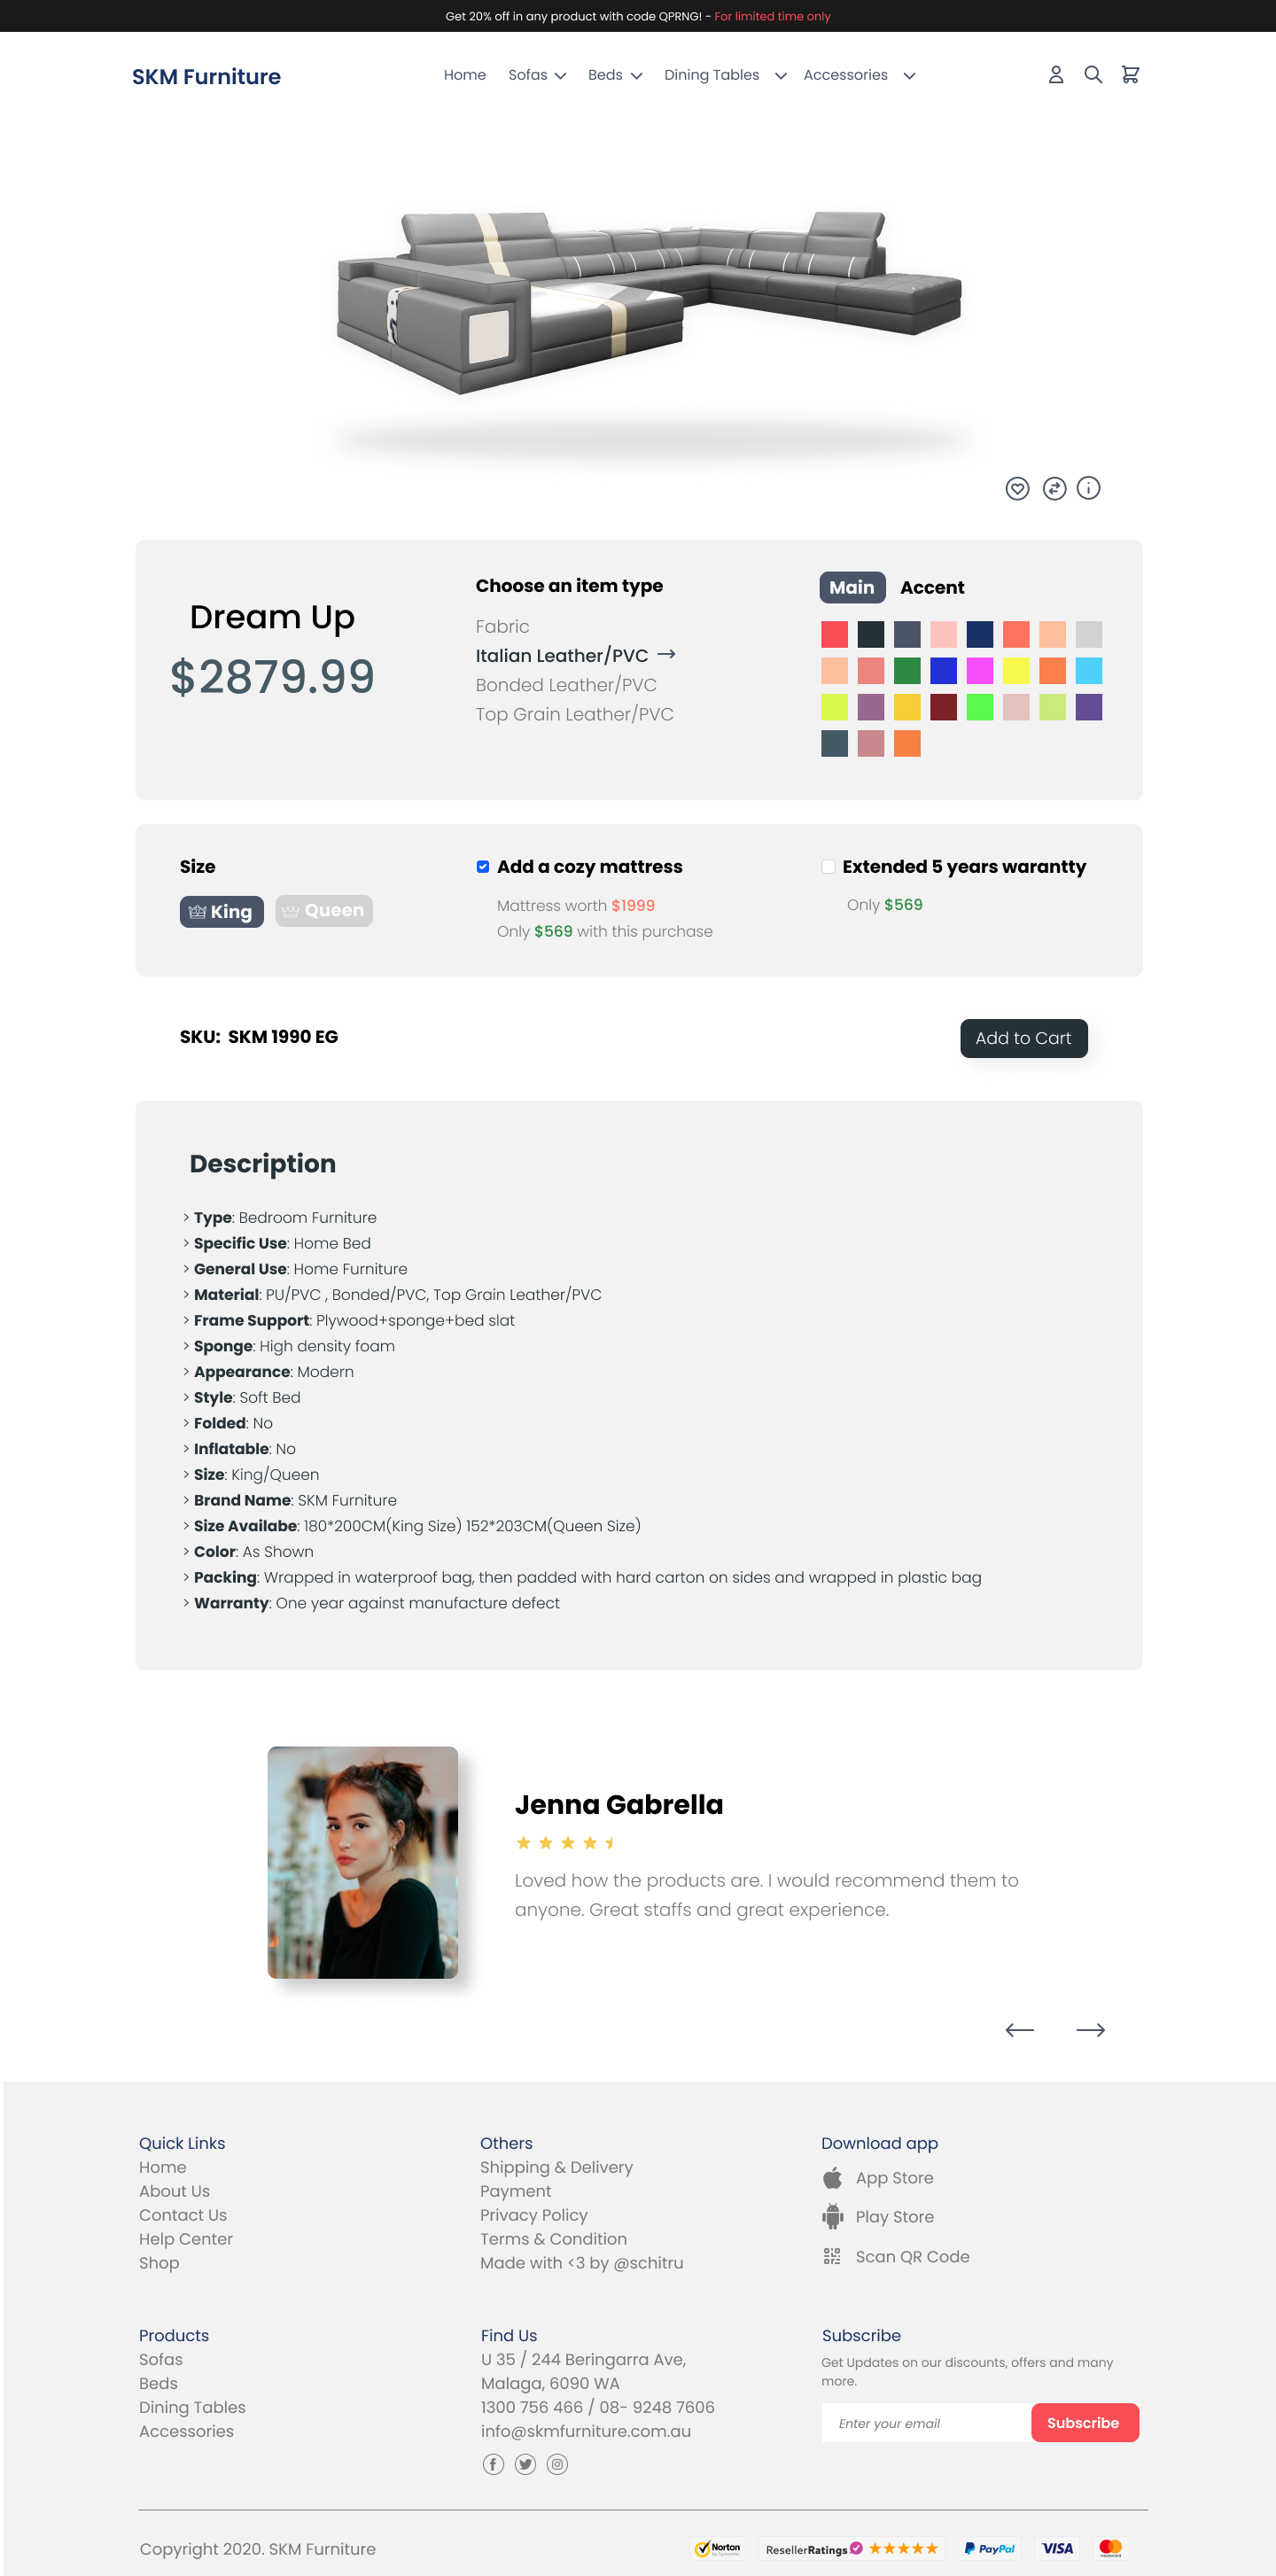 Get 20% off in any product with code QPRNG! - For limited time only
SKM Furniture
Home Sofas Beds Dining Tables Accessories
Dream Up
$2879.99
Choose an item type
Fabric
Italian Leather/PVC
Bonded Leather/PVC
Top Grain Leather/PVC
Main Accent
Size
King Queen
Add a cozy mattress
Mattress worth $1999
Only $569 with this purchase
Extended 5 years warantty
Only $569
SKU: SKM 1990 EG
Add to Cart
Description
> Type: Bedroom Furniture
> Specific Use: Home Bed
> General Use: Home Furniture
> Material: PU/PVC , Bonded/PVC, Top Grain Leather/PVC
> Frame Support: Plywood+sponge+bed slat
> Sponge: High density foam
> Appearance: Modern
> Style: Soft Bed
> Folded: No
> Inflatable: No
> Size: King/Queen
> Brand Name: SKM Furniture
> Size Availabe: 180*200CM(King Size) 152*203CM(Queen Size)
> Color: As Shown
> Packing: Wrapped in waterproof bag, then padded with hard carton on sides and wrapped in plastic bag
> Warranty: One year against manufacture defect
Jenna Gabrella
Loved how the products are. I would recommend them to
anyone. Great staffs and great experience.
Quick Links
Home
About Us
Contact Us
Help Center
Shop
Others
Shipping & Delivery
Payment
Privacy Policy
Terms & Condition
Made with <3 by @schitru
Download app
App Store
Play Store
Scan QR Code
Products
Sofas
Beds
Dining Tables
Accessories
Find Us
U 35 / 244 Beringarra Ave,
Malaga, 6090 WA
1300 756 466 / 08- 9248 7606
info@skmfurniture.com.au
Subscribe
Get Updates on our discounts, offers and many
more.
Enter your email Subscribe
Copyright 2020. SKM Furniture
Norton
ResellerRatings
PayPal
VISA